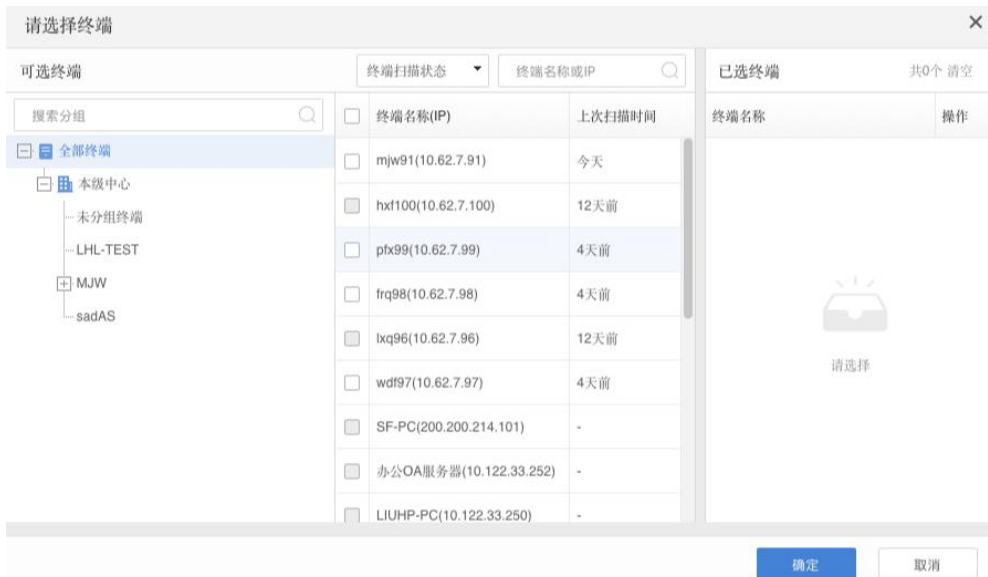 请选择终端
可选终端
终端扫描状态
终端名称或IP
已选终端
共0个 清空
搜索分组
全部终端
本级中心
未分组终端
LHL-TEST
MJW
sadAS
终端名称(IP) 上次扫描时间
mjw91(10.62.7.91) 今天
hxf100(10.62.7.100) 12天前
pfx99(10.62.7.99) 4天前
frq98(10.62.7.98) 4天前
lxq96(10.62.7.96) 12天前
wdf97(10.62.7.97) 4天前
SF-PC(200.200.214.101) -
办公OA服务器(10.122.33.252) -
LIUHP-PC(10.122.33.250) -
终端名称 操作
请选择
确定 取消